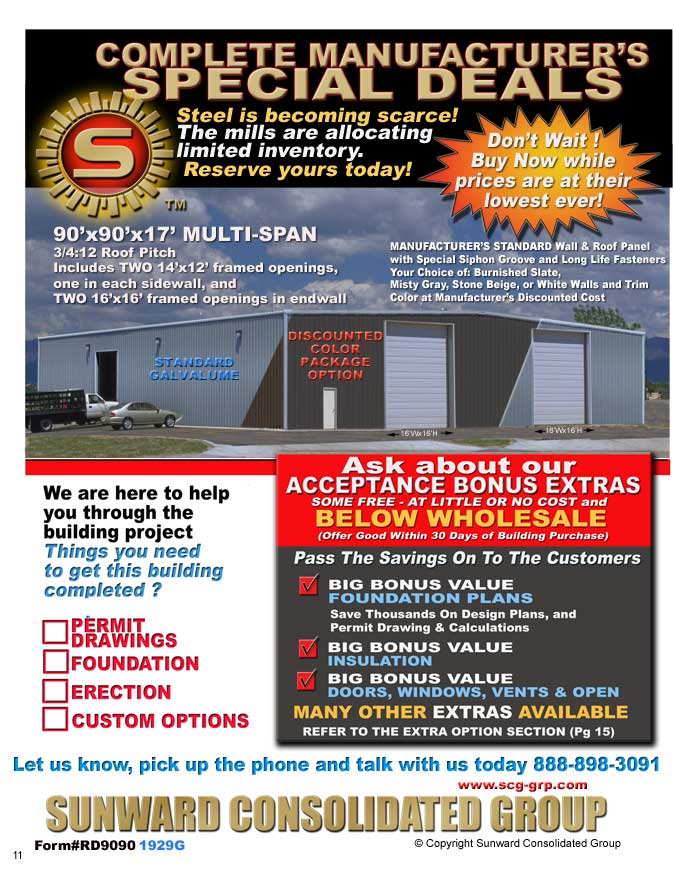 COMPLETE MANUFACTURER'S
SPECIAL DEALS
Steel is becoming scarce!
The mills are allocating
limited inventory.
Reserve yours today!
Don't Wait !
Buy Now while
prices are at their
lowest ever!
S
TM
90'x90'x17' MULTI-SPAN
3/4:12 Roof Pitch
Includes TWO 14'x12' framed openings,
one in each sidewall, and
TWO 16'x16' framed openings in endwall
MANUFACTURER'S STANDARD Wall & Roof Panel
with Special Siphon Groove and Long Life Fasteners
Your Choice of: Burnished Slate,
Misty Gray, Stone Beige, or White Walls and Trim
Color at Manufacturer's Discounted Cost
STANDARD
GALVALUME
DISCOUNTED
COLOR
PACKAGE
OPTION
16'Wx16'H
16'Wx16'H
We are here to help
you through the
building project
Things you need
to get this building
completed ?
PERMIT
DRAWINGS
FOUNDATION
ERECTION
CUSTOM OPTIONS
Ask about our
ACCEPTANCE BONUS EXTRAS
SOME FREE - AT LITTLE OR NO COST and
BELOW WHOLESALE
(Offer Good Within 30 Days of Building Purchase)
Pass The Savings On To The Customers
BIG BONUS VALUE
FOUNDATION PLANS
Save Thousands On Design Plans, and
Permit Drawing & Calculations
BIG BONUS VALUE
INSULATION
BIG BONUS VALUE
DOORS, WINDOWS, VENTS & OPEN
MANY OTHER EXTRAS AVAILABLE
REFER TO THE EXTRA OPTION SECTION (Pg 15)
Let us know, pick up the phone and talk with us today 888-898-3091
www.scg-grp.com
SUNWARD CONSOLIDATED GROUP
Form#RD9090 1929G
© Copyright Sunward Consolidated Group
11